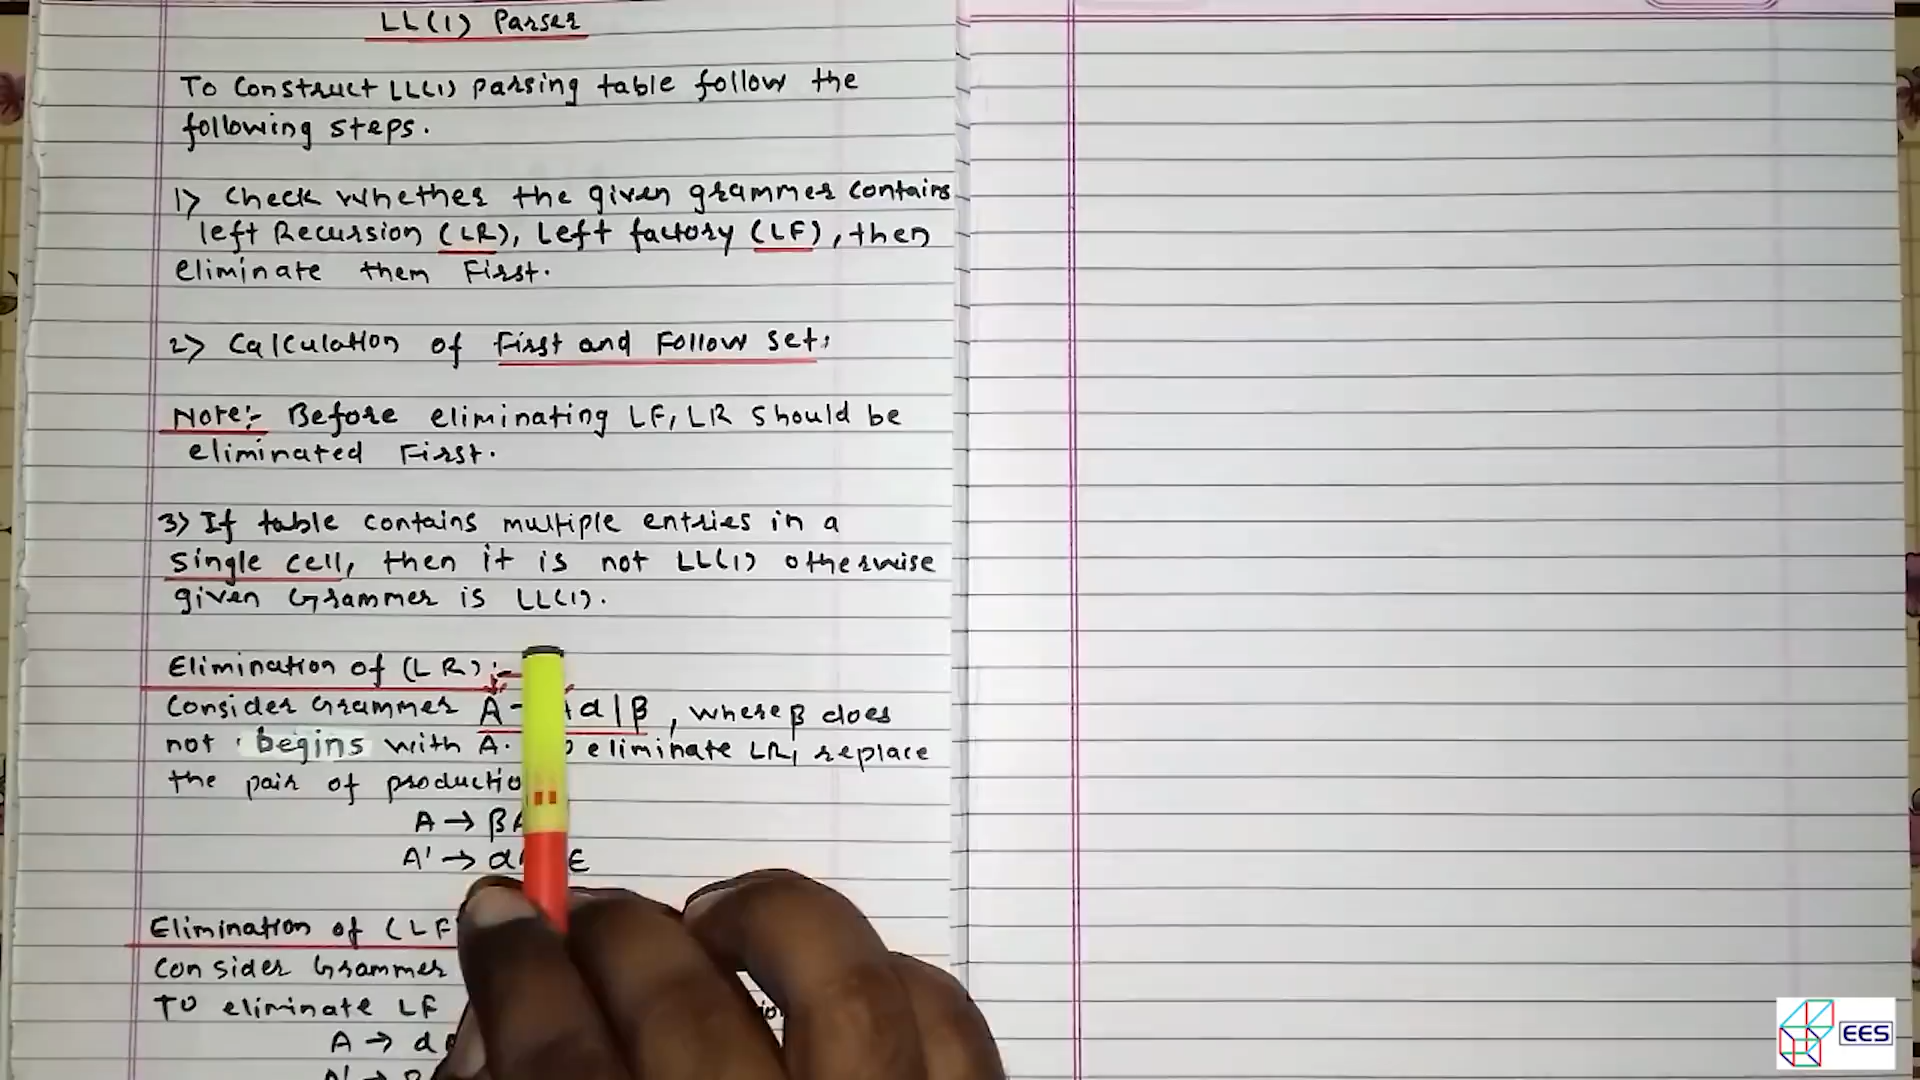 LL(1) Parser
To Construct LL(1) parsing table follow the
following steps.
1> Check whether the given grammer contains
left Recursion (LR), Left factory (LF), then
eliminate them First.
2> Calculation of First and Follow set:
Note:- Before eliminating LF, LR should be
eliminated First.
3> If table contains multiple entries in a
single cell, then it is not LL(1) otherwise
given Grammer is LL(1).
Elimination of (LR):-
Consider Grammer A α|β, where β does
not begins with A. eliminate LR, replace
the pair of
A → β
A' → α ε
Elimination of (LF
Consider Grammer
To eliminate LF
A → α
A' →
EES